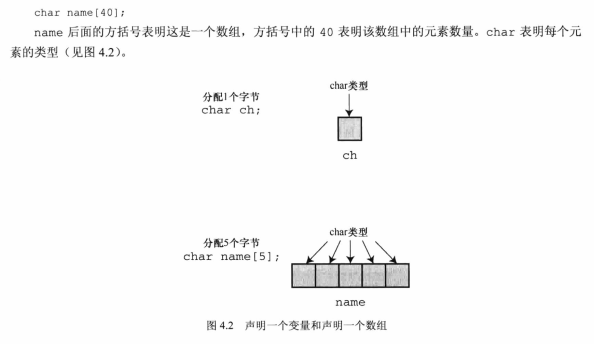 char name[40];
name 后面的方括号表明这是一个数组，方括号中的 40 表明该数组中的元素数量。char 表明每个元
素的类型（见图 4.2）。
char类型
分配1个字节
char ch;
ch
char类型
分配5个字节
char name[5];
name
图 4.2 声明一个变量和声明一个数组